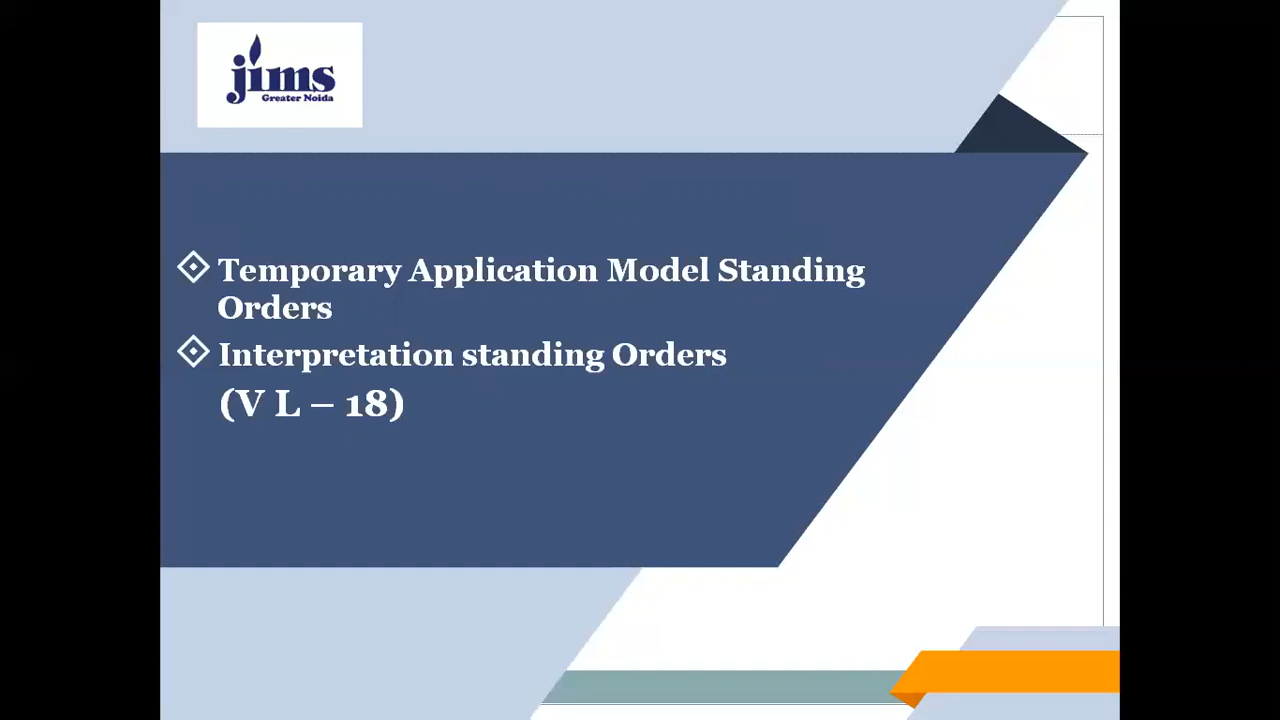 jims
Greater Noida
Temporary Application Model Standing
Orders
Interpretation standing Orders
(V L – 18)